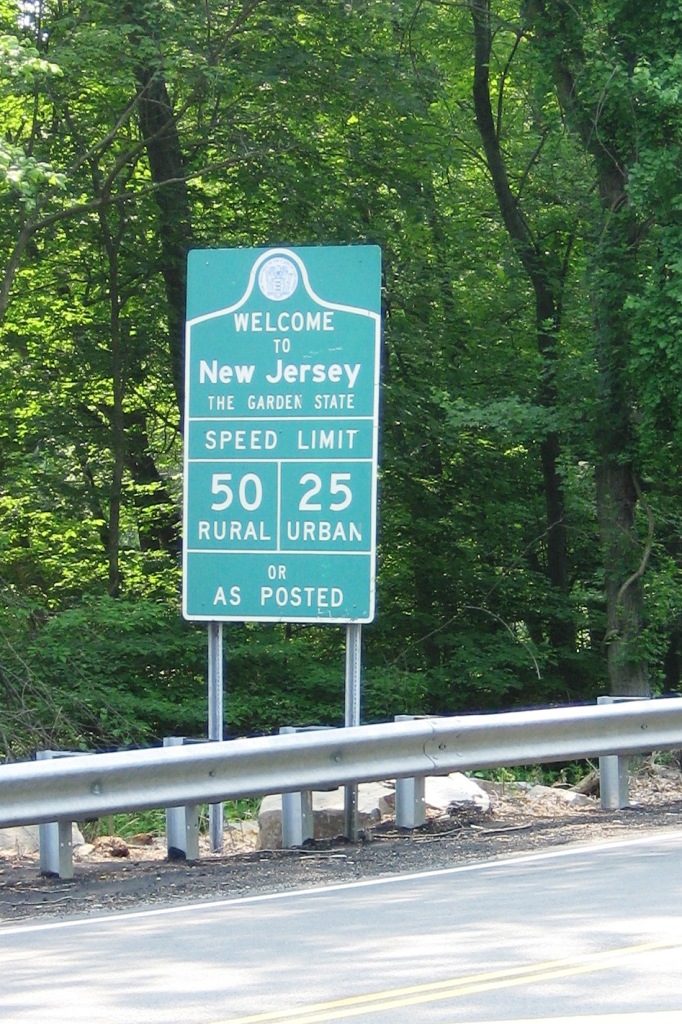 WELCOME
TO
New Jersey
THE GARDEN STATE
SPEED LIMIT
50 25
RURAL URBAN
OR
AS POSTED